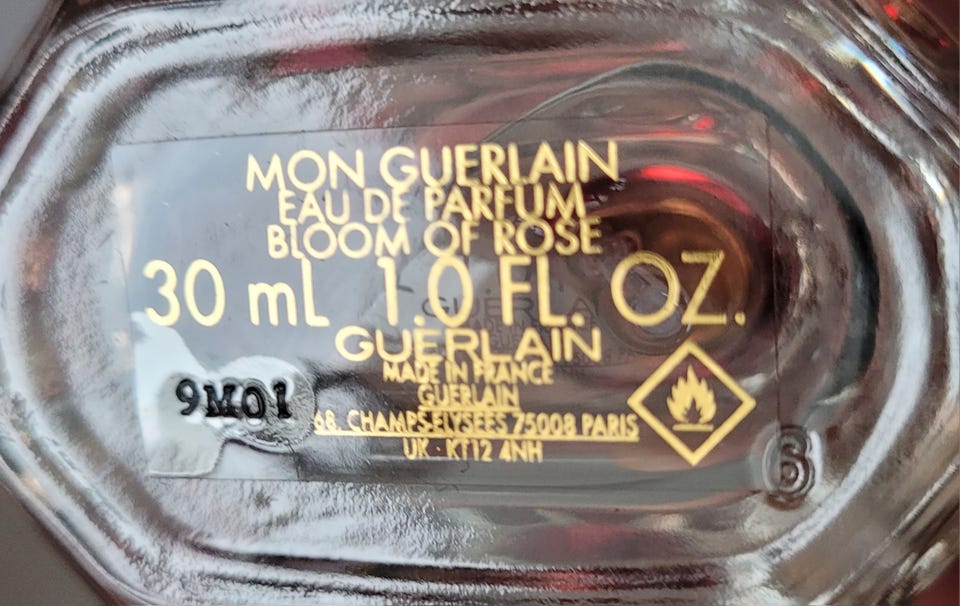 MON GUERLAIN
EAU DE PARFUM
BLOOM OF ROSE
30 mL 1.0 FL. OZ.
GUERLAIN
MADE IN FRANCE
GUERLAIN
68, CHAMPS-ELYSEES 75008 PARIS
UK · KT12 4NH
9M01